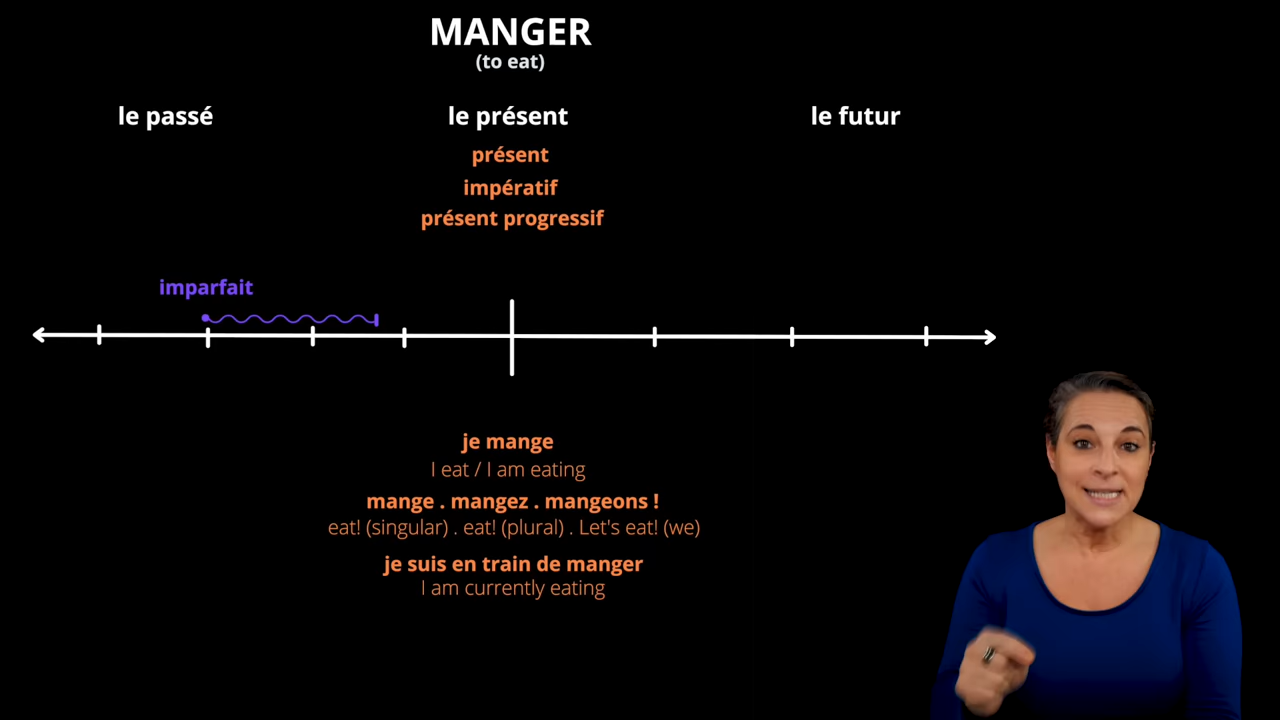 MANGER
(to eat)
le passé
le présent
le futur
présent
impératif
présent progressif
imparfait
je mange
I eat / I am eating
mange . mangez . mangeons !
eat! (singular) . eat! (plural) . Let's eat! (we)
je suis en train de manger
I am currently eating